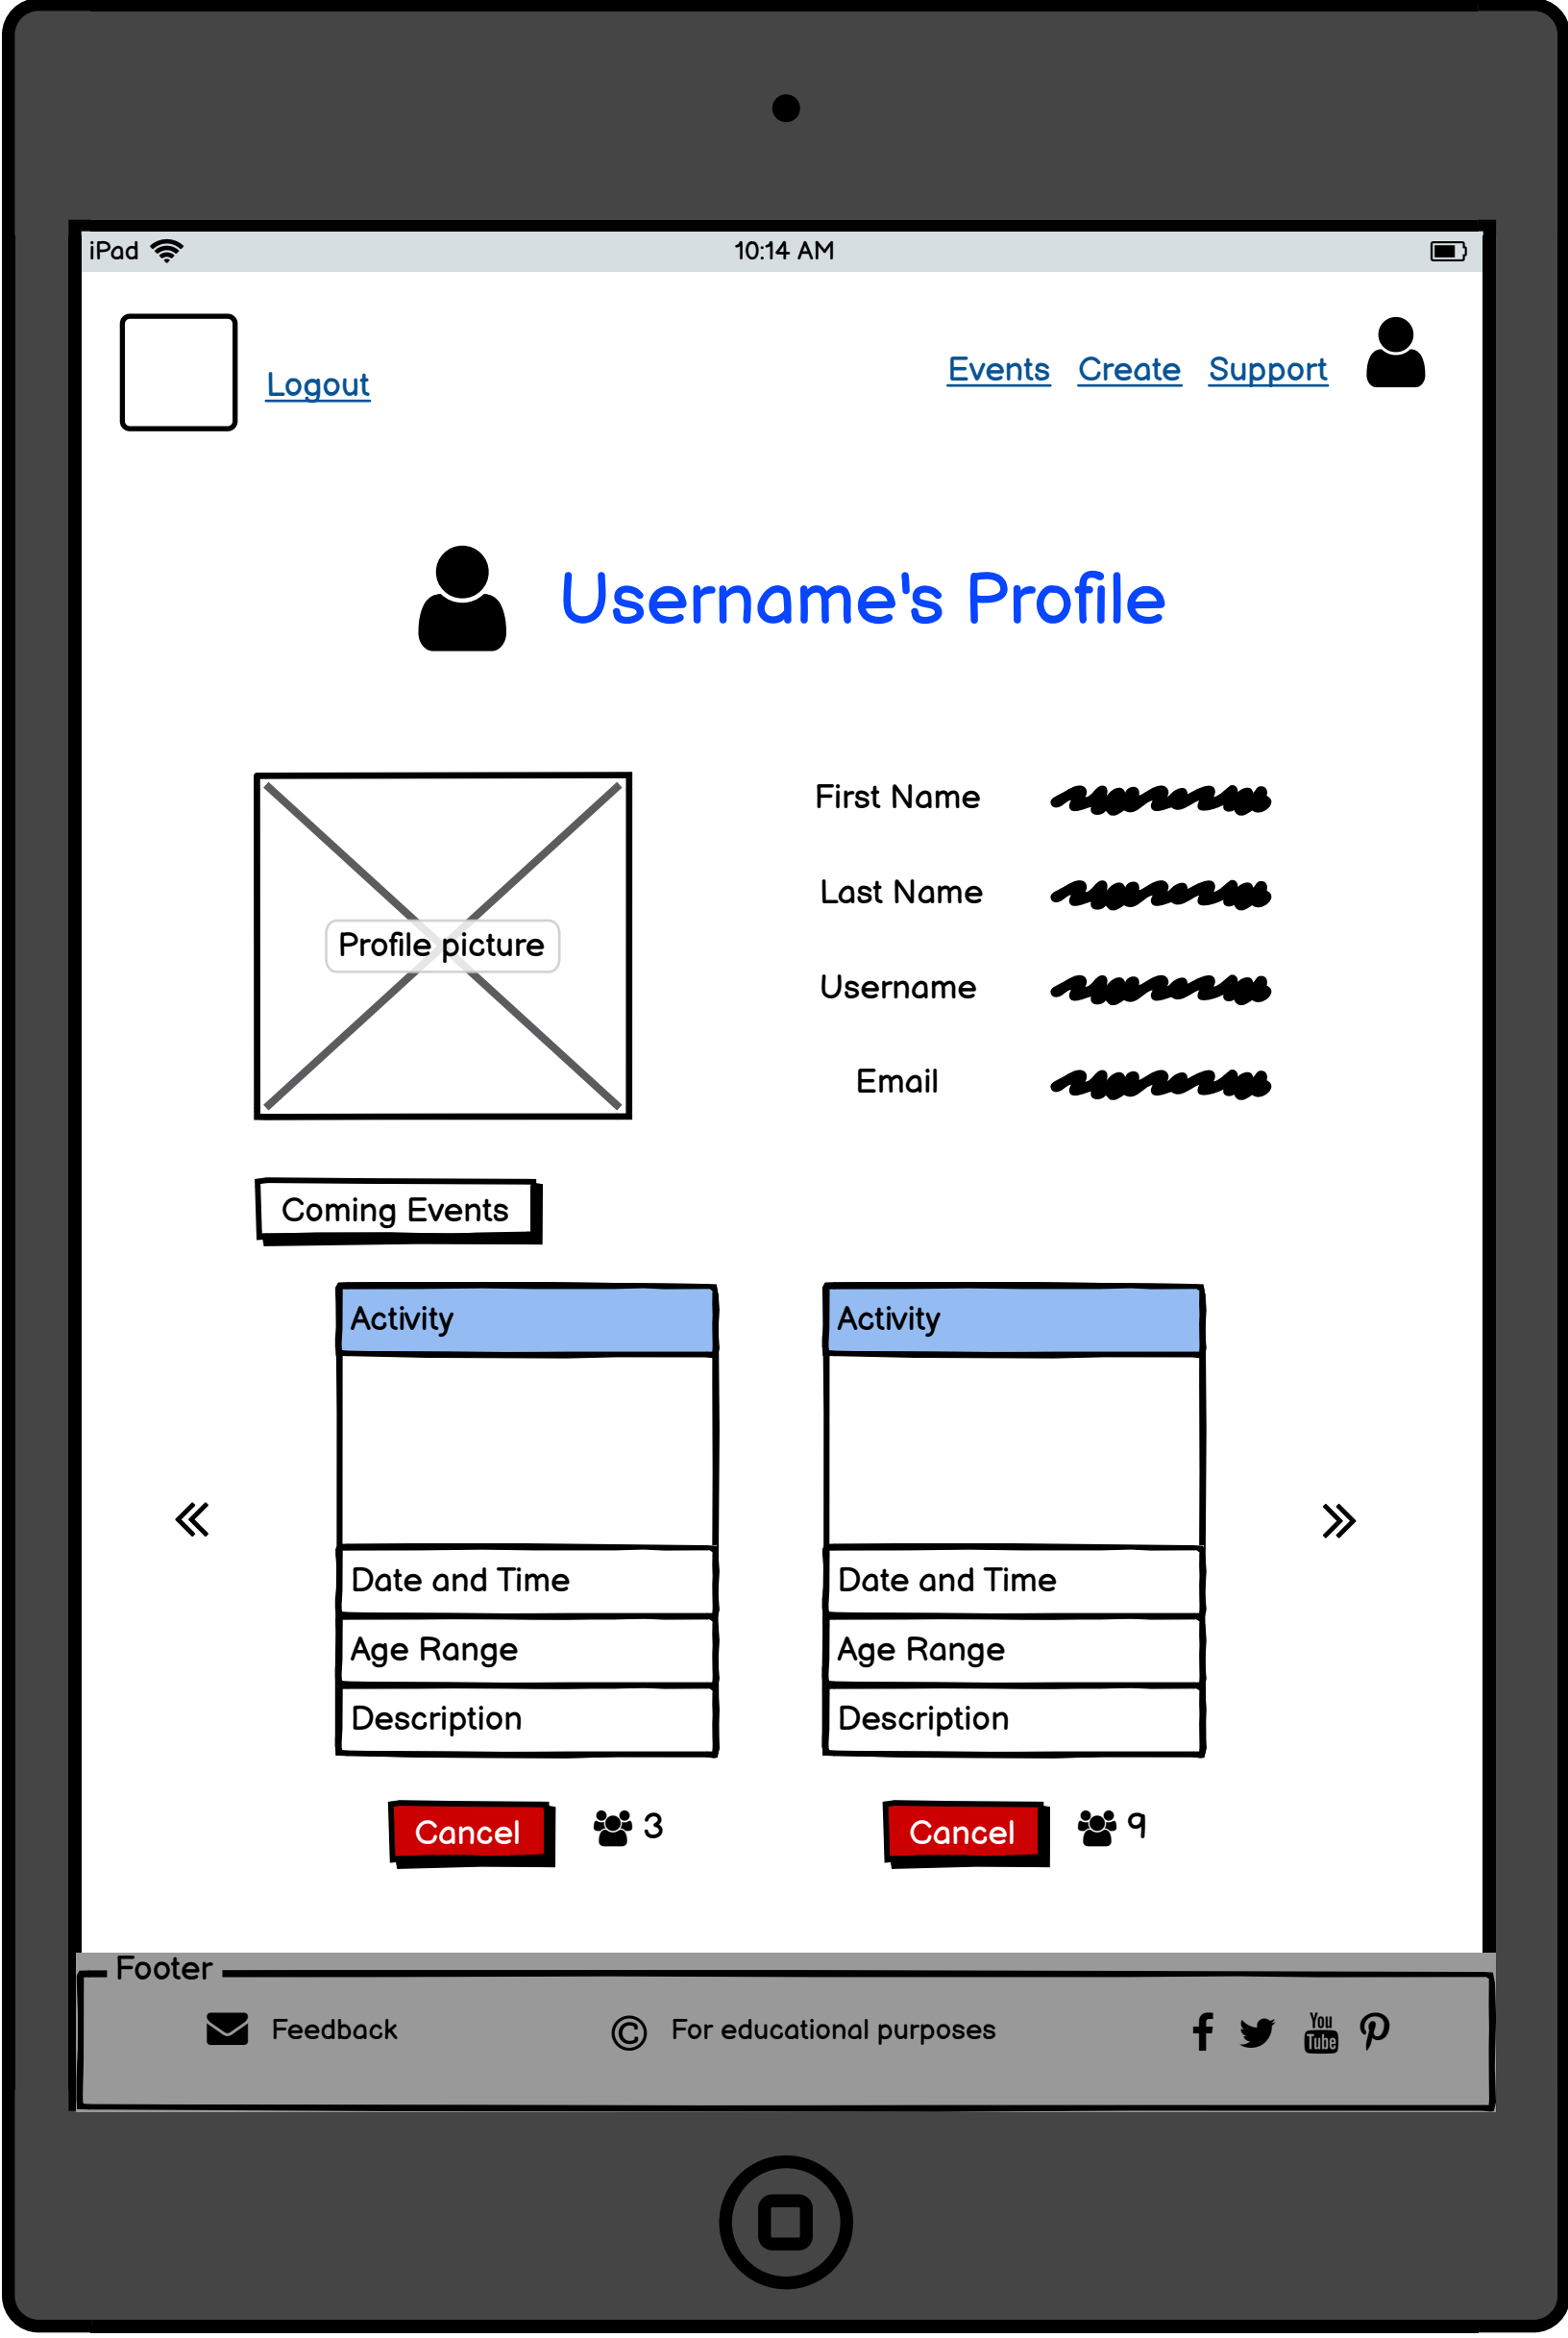 iPad 10:14 AM
Logout Events Create Support
Username's Profile
Profile picture
First Name
Last Name
Username
Email
Coming Events
Activity Activity
Date and Time Date and Time
Age Range Age Range
Description Description
Cancel 3 Cancel 9
Footer
Feedback © For educational purposes f You Tube